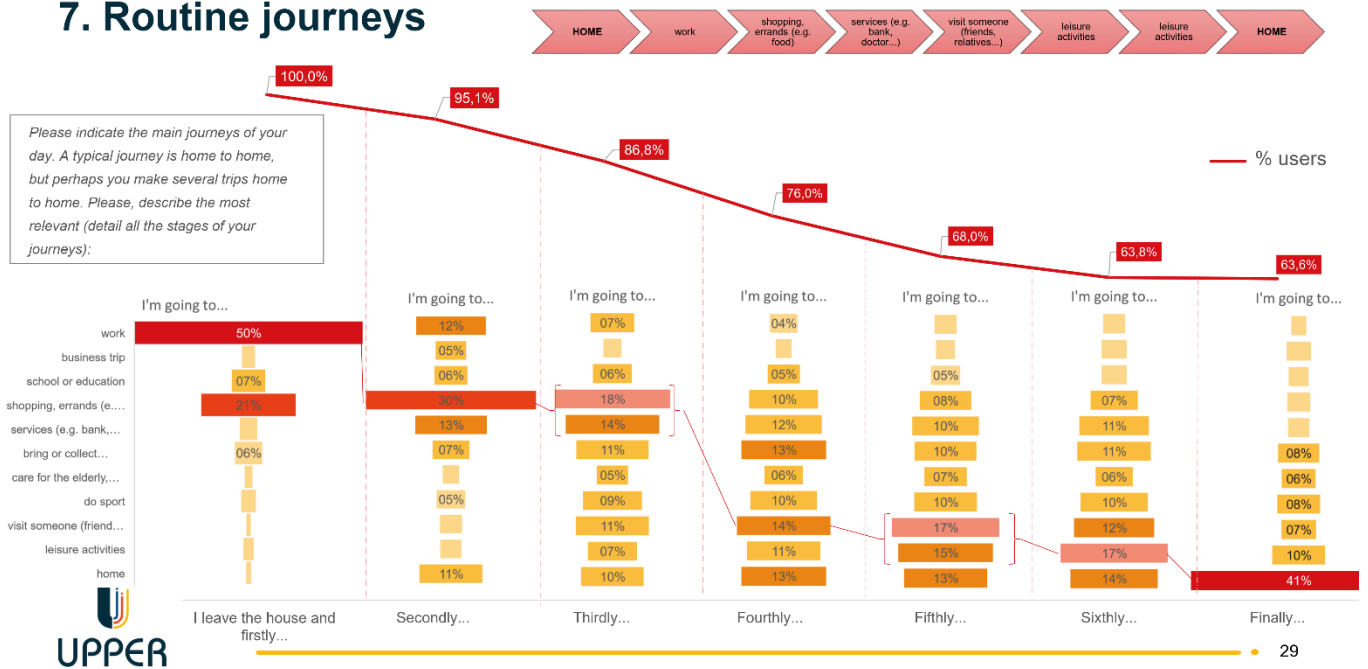 7. Routine journeys
HOME
work
shopping,
errands (e.g.
food)
services (e.g.
bank,
doctor...)
visit someone
(friends,
relatives...)
leisure
activities
leisure
activities
HOME
100,0%
95,1%
86,8%
76,0%
68,0%
63,8%
63,6%
% users
Please indicate the main journeys of your
day. A typical journey is home to home,
but perhaps you make several trips home
to home. Please, describe the most
relevant (detail all the stages of your
journeys):
I'm going to...
I'm going to...
I'm going to...
I'm going to...
I'm going to...
I'm going to...
I'm going to...
work 50% 12% 07% 04%
business trip 05%
school or education 07% 06% 06% 05% 05%
shopping, errands (e.... 21% 30% 18% 10% 08% 07%
services (e.g. bank,... 13% 14% 12% 10% 11%
bring or collect... 06% 07% 11% 13% 10% 11% 08%
care for the elderly,... 05% 06% 07% 06% 06%
do sport 05% 09% 10% 10% 10% 08%
visit someone (friend... 11% 14% 17% 12% 07%
leisure activities 07% 11% 15% 17% 10%
home 11% 10% 13% 13% 14% 41%
I leave the house and
firstly...
Secondly...
Thirdly...
Fourthly...
Fifthly...
Sixthly...
Finally...
UPPER
29